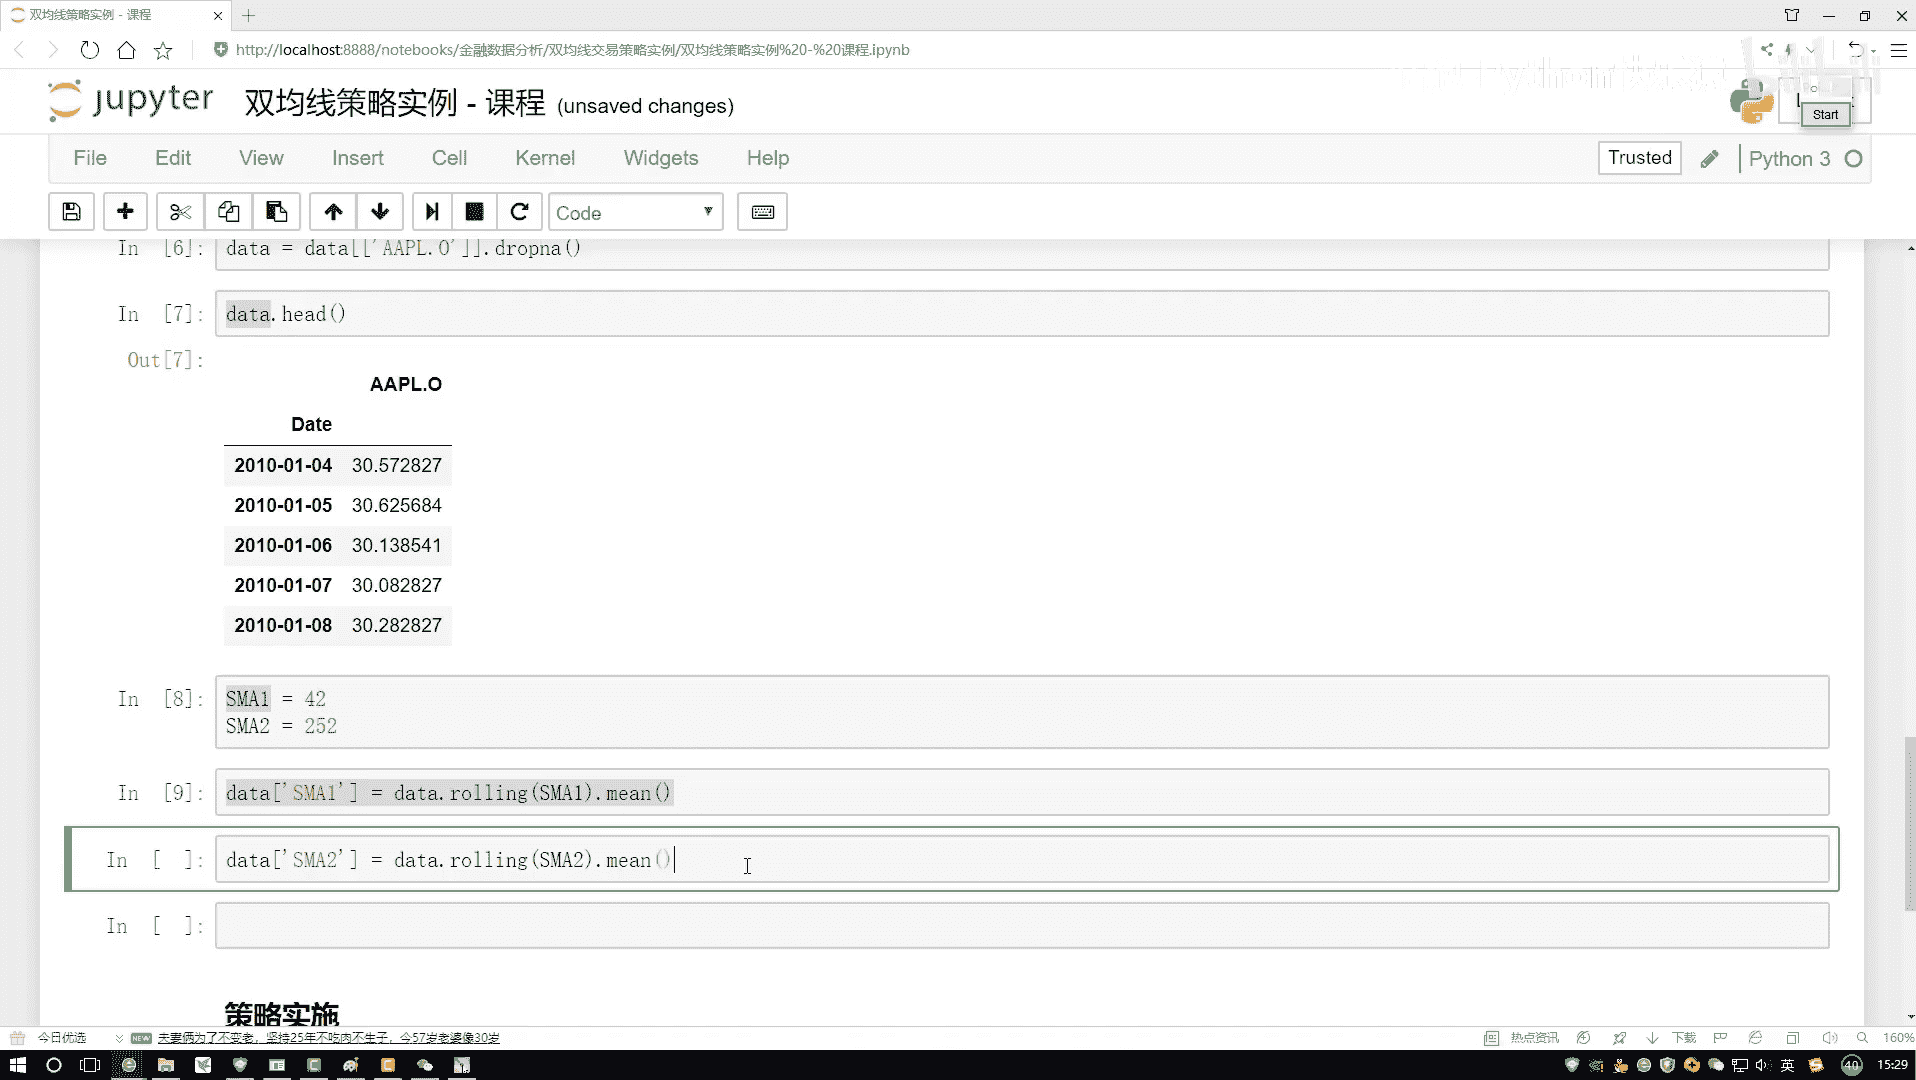 双均线策略实例 - 课程
http://localhost:8888/notebooks/金融数据分析/双均线交易策略实例/双均线策略实例%20-%20课程.ipynb
jupyter 双均线策略实例 - 课程 (unsaved changes)
Start
File Edit View Insert Cell Kernel Widgets Help Trusted Python 3
Code
In [6]: data = data[['AAPL.O']].dropna()
In [7]: data.head()
Out[7]:
AAPL.O
Date
2010-01-04 30.572827
2010-01-05 30.625684
2010-01-06 30.138541
2010-01-07 30.082827
2010-01-08 30.282827
In [8]: SMA1 = 42
SMA2 = 252
In [9]: data['SMA1'] = data.rolling(SMA1).mean()
In [ ]: data['SMA2'] = data.rolling(SMA2).mean()
In [ ]:
策略实施
今日优选 NEW 夫妻俩为了不变老，坚持25年不吃肉不生子，今57岁老婆像30岁 热点资讯 下载 160%
英 40 15:29